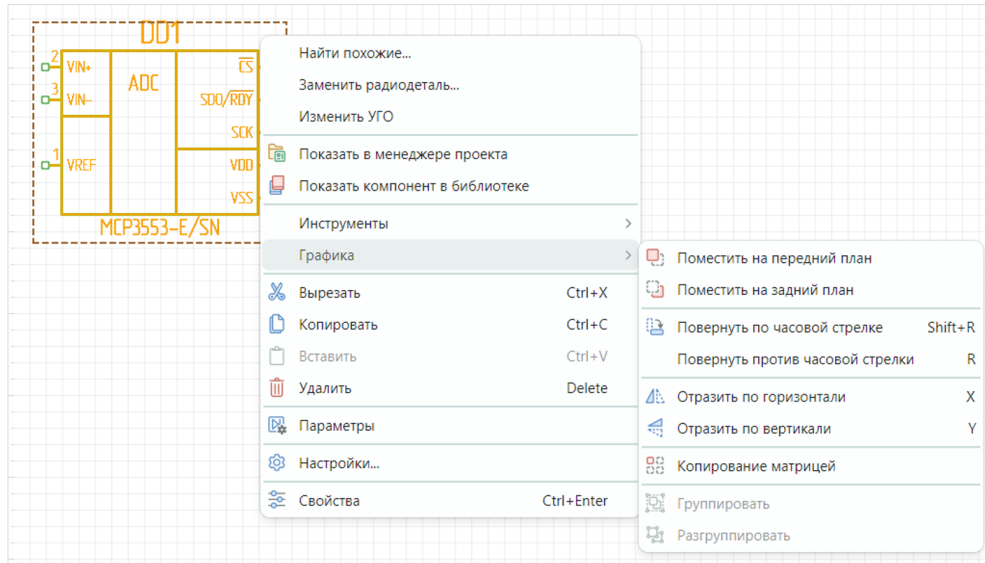 DD1
2 VIN+
3 VIN-
1 VREF
ADC
CS
SDO/RDY
SCK
VDD
VSS
MCP3553-E/SN
Найти похожие...
Заменить радиодеталь...
Изменить УГО
Показать в менеджере проекта
Показать компонент в библиотеке
Инструменты
Графика
Вырезать Ctrl+X
Копировать Ctrl+C
Вставить Ctrl+V
Удалить Delete
Параметры
Настройки...
Свойства Ctrl+Enter
Поместить на передний план
Поместить на задний план
Повернуть по часовой стрелке Shift+R
Повернуть против часовой стрелки R
Отразить по горизонтали X
Отразить по вертикали Y
Копирование матрицей
Группировать
Разгруппировать